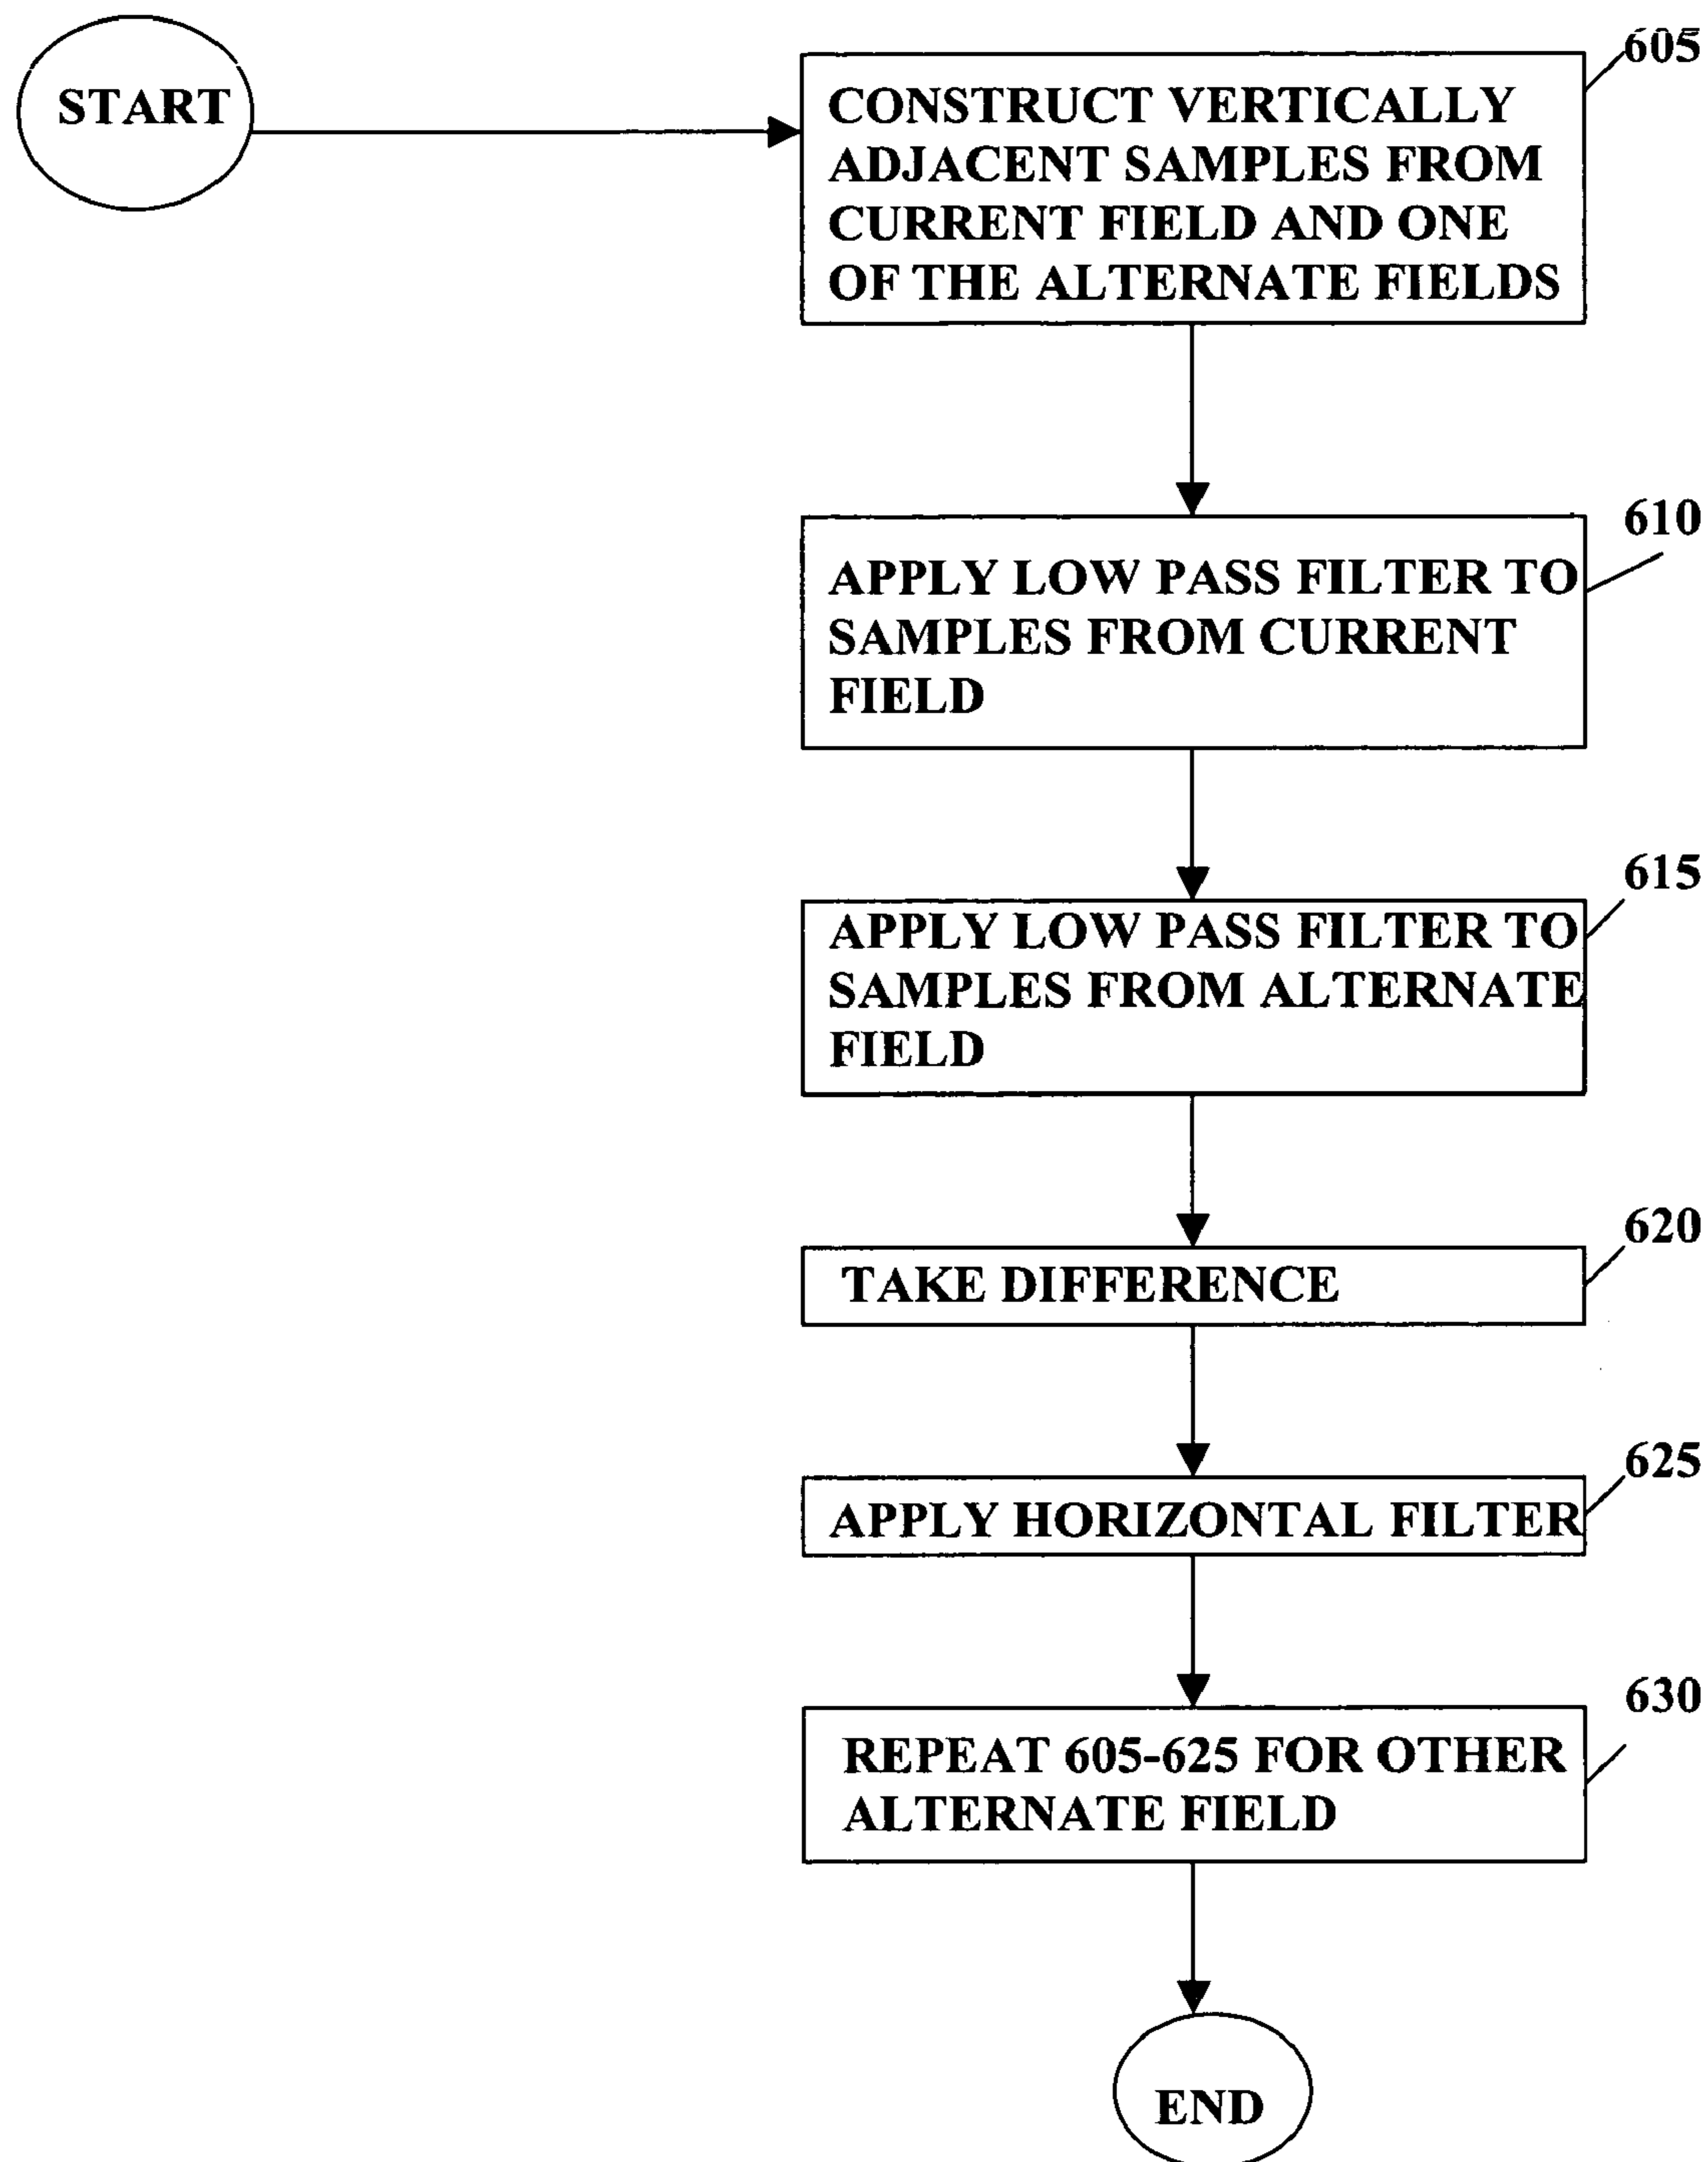 START
605
CONSTRUCT VERTICALLY
ADJACENT SAMPLES FROM
CURRENT FIELD AND ONE
OF THE ALTERNATE FIELDS
610
APPLY LOW PASS FILTER TO
SAMPLES FROM CURRENT
FIELD
615
APPLY LOW PASS FILTER TO
SAMPLES FROM ALTERNATE
FIELD
620
TAKE DIFFERENCE
625
APPLY HORIZONTAL FILTER
630
REPEAT 605-625 FOR OTHER
ALTERNATE FIELD
END